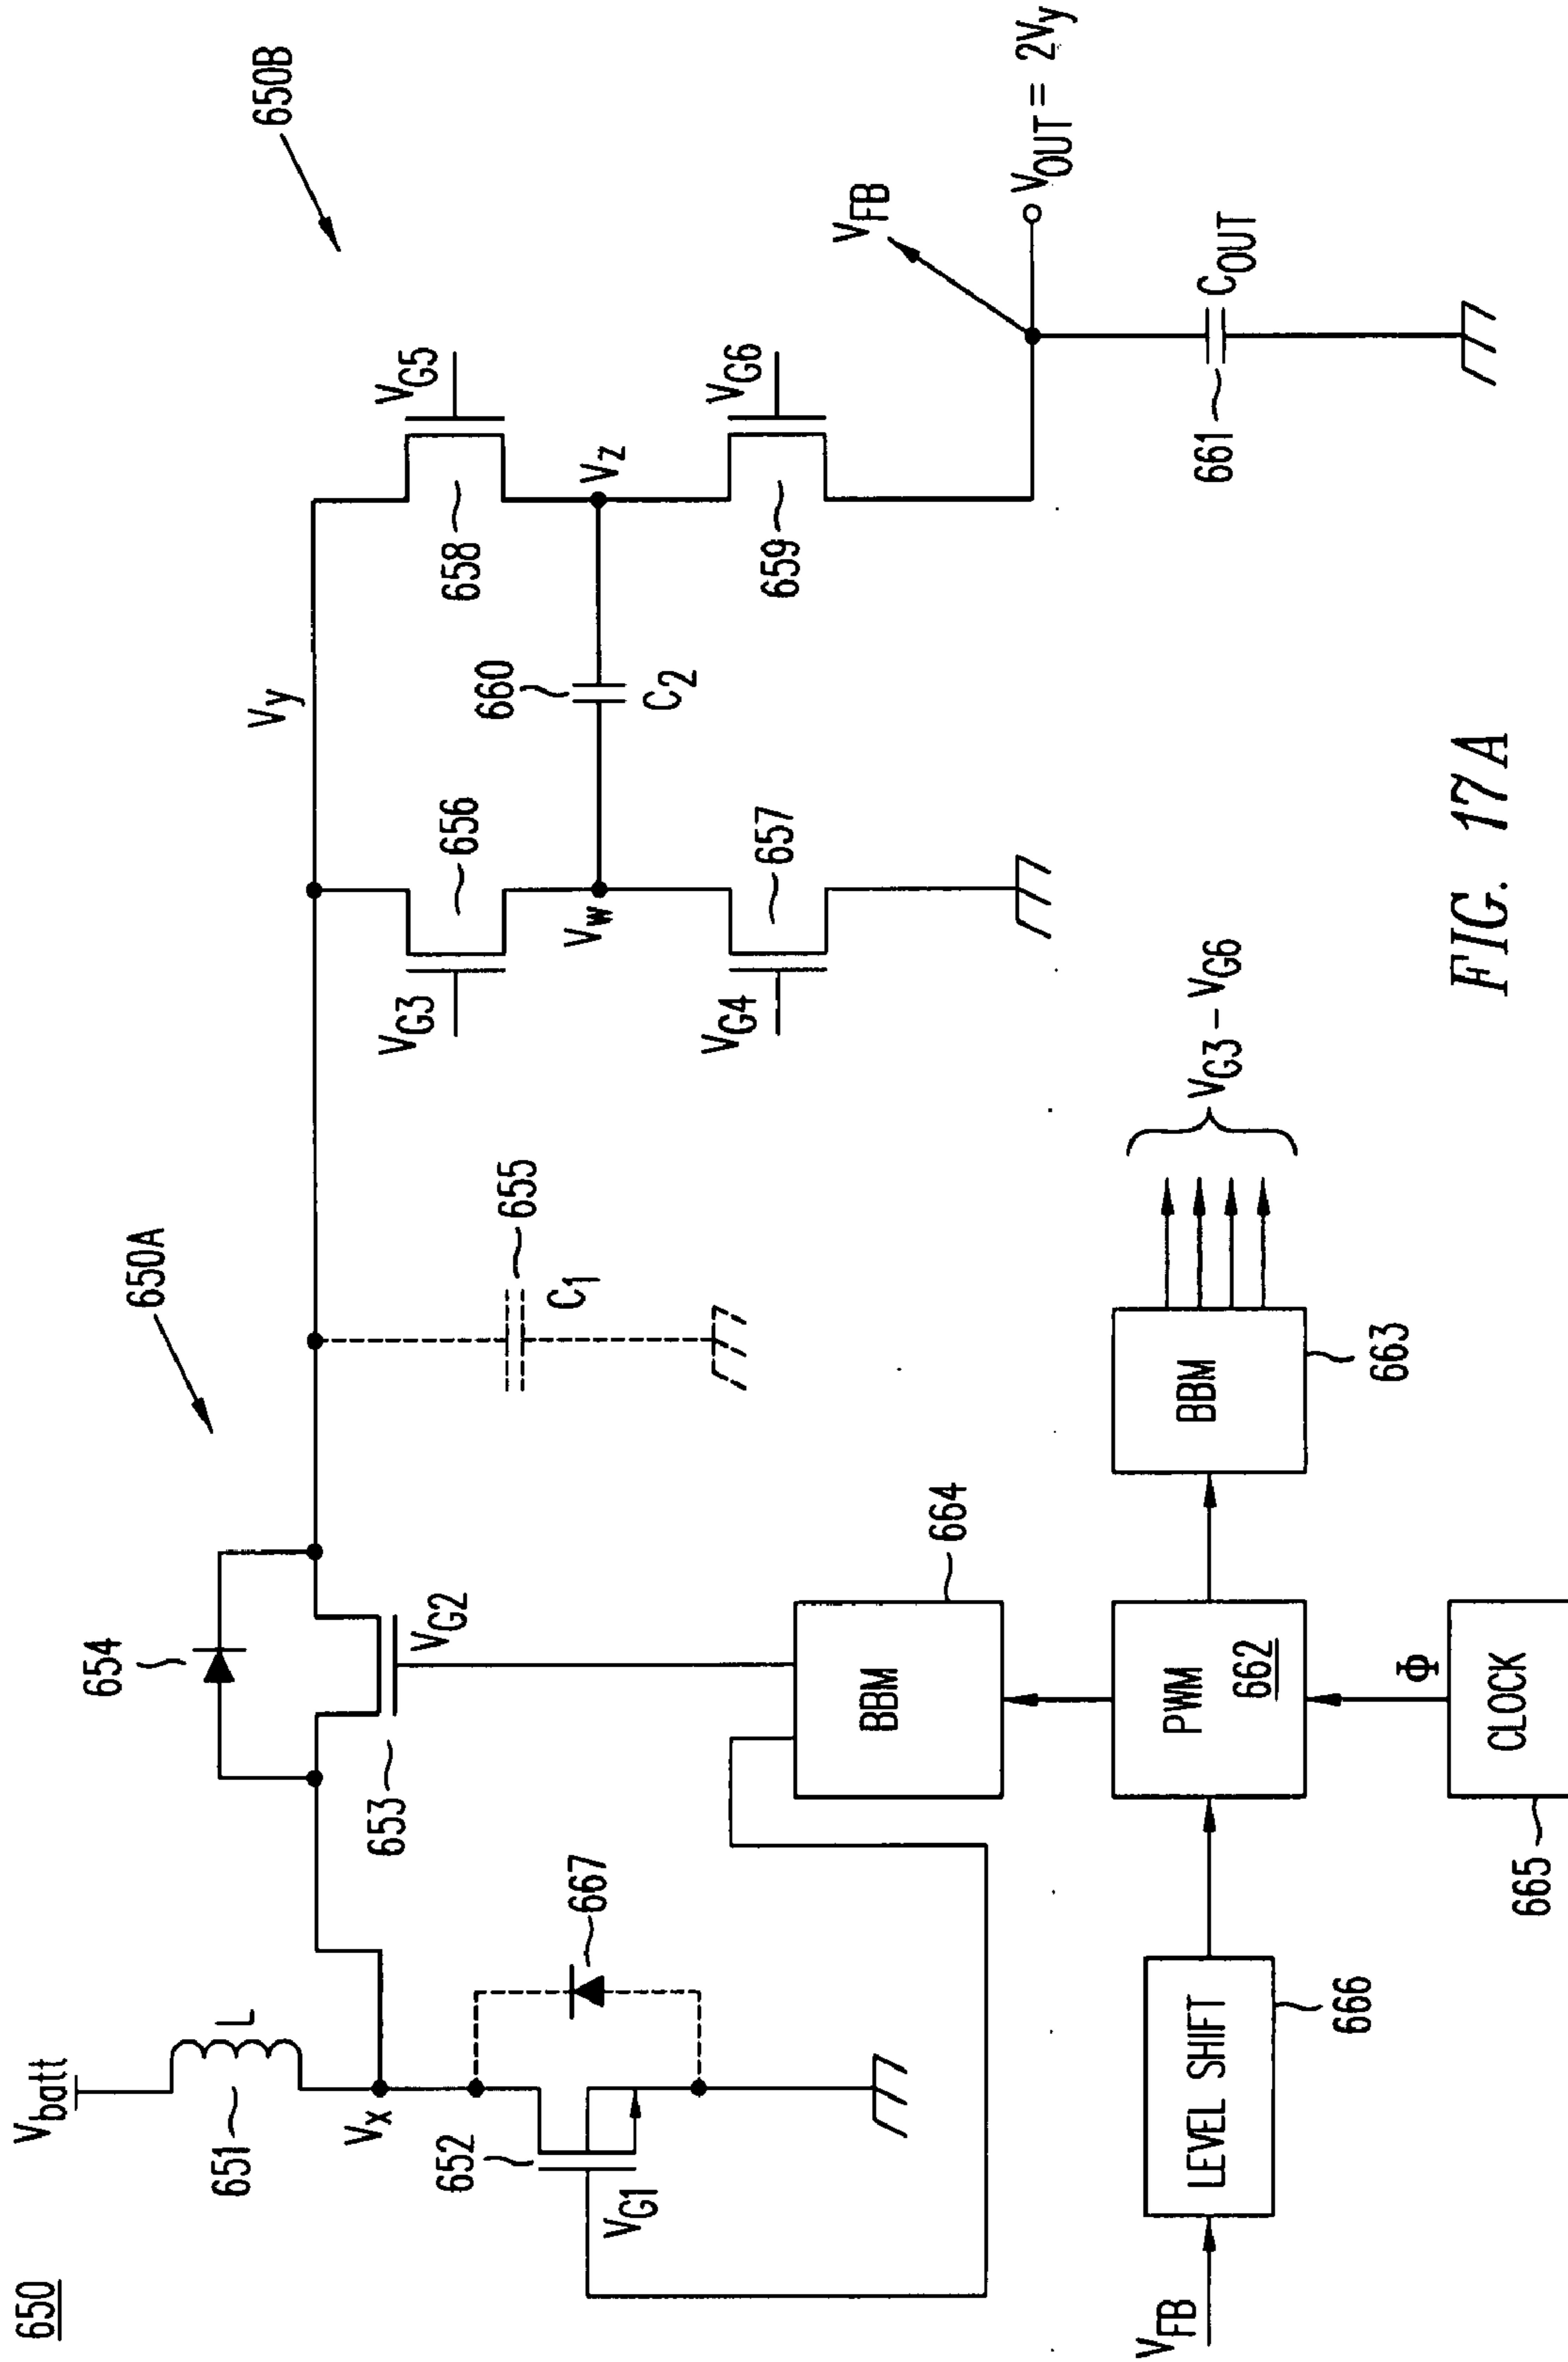 650
V_batt
651
L
V_x
652
V_G1
667
653
654
V_G2
650A
655
C_1
V_y
650B
V_G3
656
V_w
V_G4
657
660
C_2
V_G5
658
V_z
V_G6
659
V_FB
V_OUT = 2V_y
661
C_OUT
BBM
664
V_FB
LEVEL SHIFT
666
PWM
662
Φ
CLOCK
665
BBM
663
V_G3 - V_G6
FIG. 17A